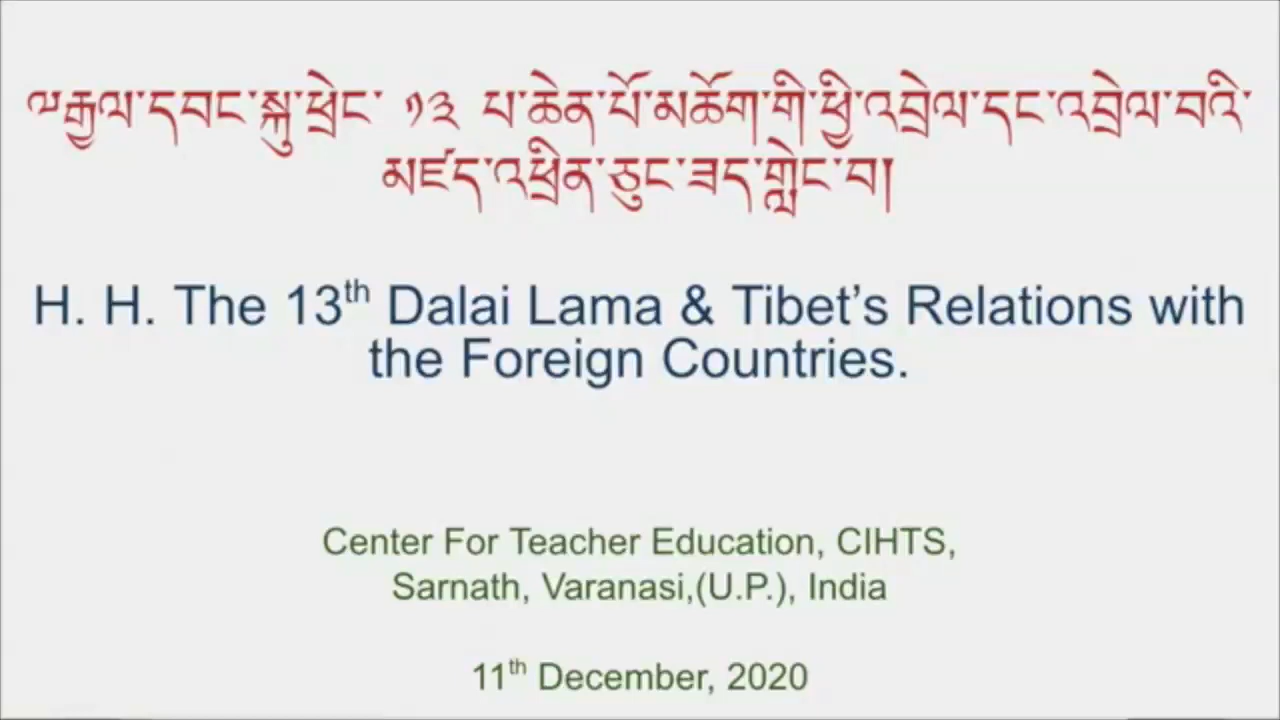 ༧རྒྱལ་དབང་སྐུ་ཕྲེང་ ༡༣ པ་ཆེན་པོ་མཆོག་གི་ཕྱི་འབྲེལ་དང་འབྲེལ་བའི་
མཛད་འཕྲིན་ཅུང་ཟད་གླེང་བ།
H. H. The 13th Dalai Lama & Tibet’s Relations with
the Foreign Countries.
Center For Teacher Education, CIHTS,
Sarnath, Varanasi,(U.P.), India
11th December, 2020